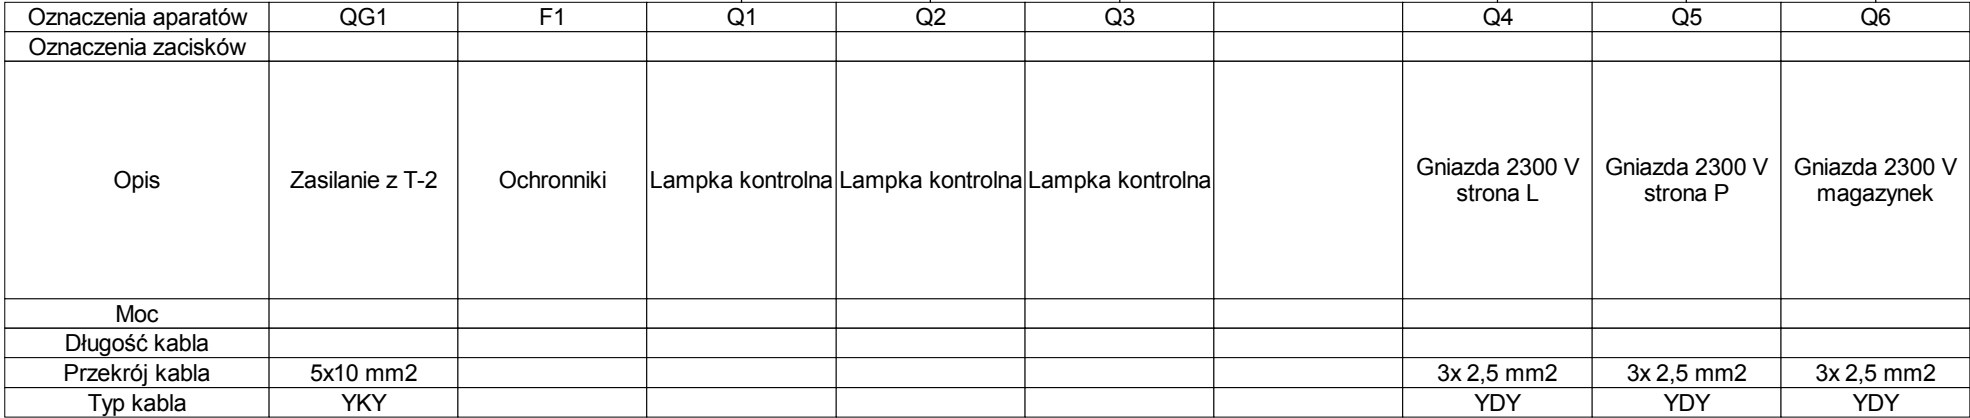 Oznaczenia aparatów QG1 F1 Q1 Q2 Q3 Q4 Q5 Q6
Oznaczenia zacisków
Opis Zasilanie z T-2 Ochronniki Lampka kontrolna Lampka kontrolna Lampka kontrolna Gniazda 2300 V strona L Gniazda 2300 V strona P Gniazda 2300 V magazynek
Moc
Długość kabla
Przekrój kabla 5x10 mm2 3x 2,5 mm2 3x 2,5 mm2 3x 2,5 mm2
Typ kabla YKY YDY YDY YDY